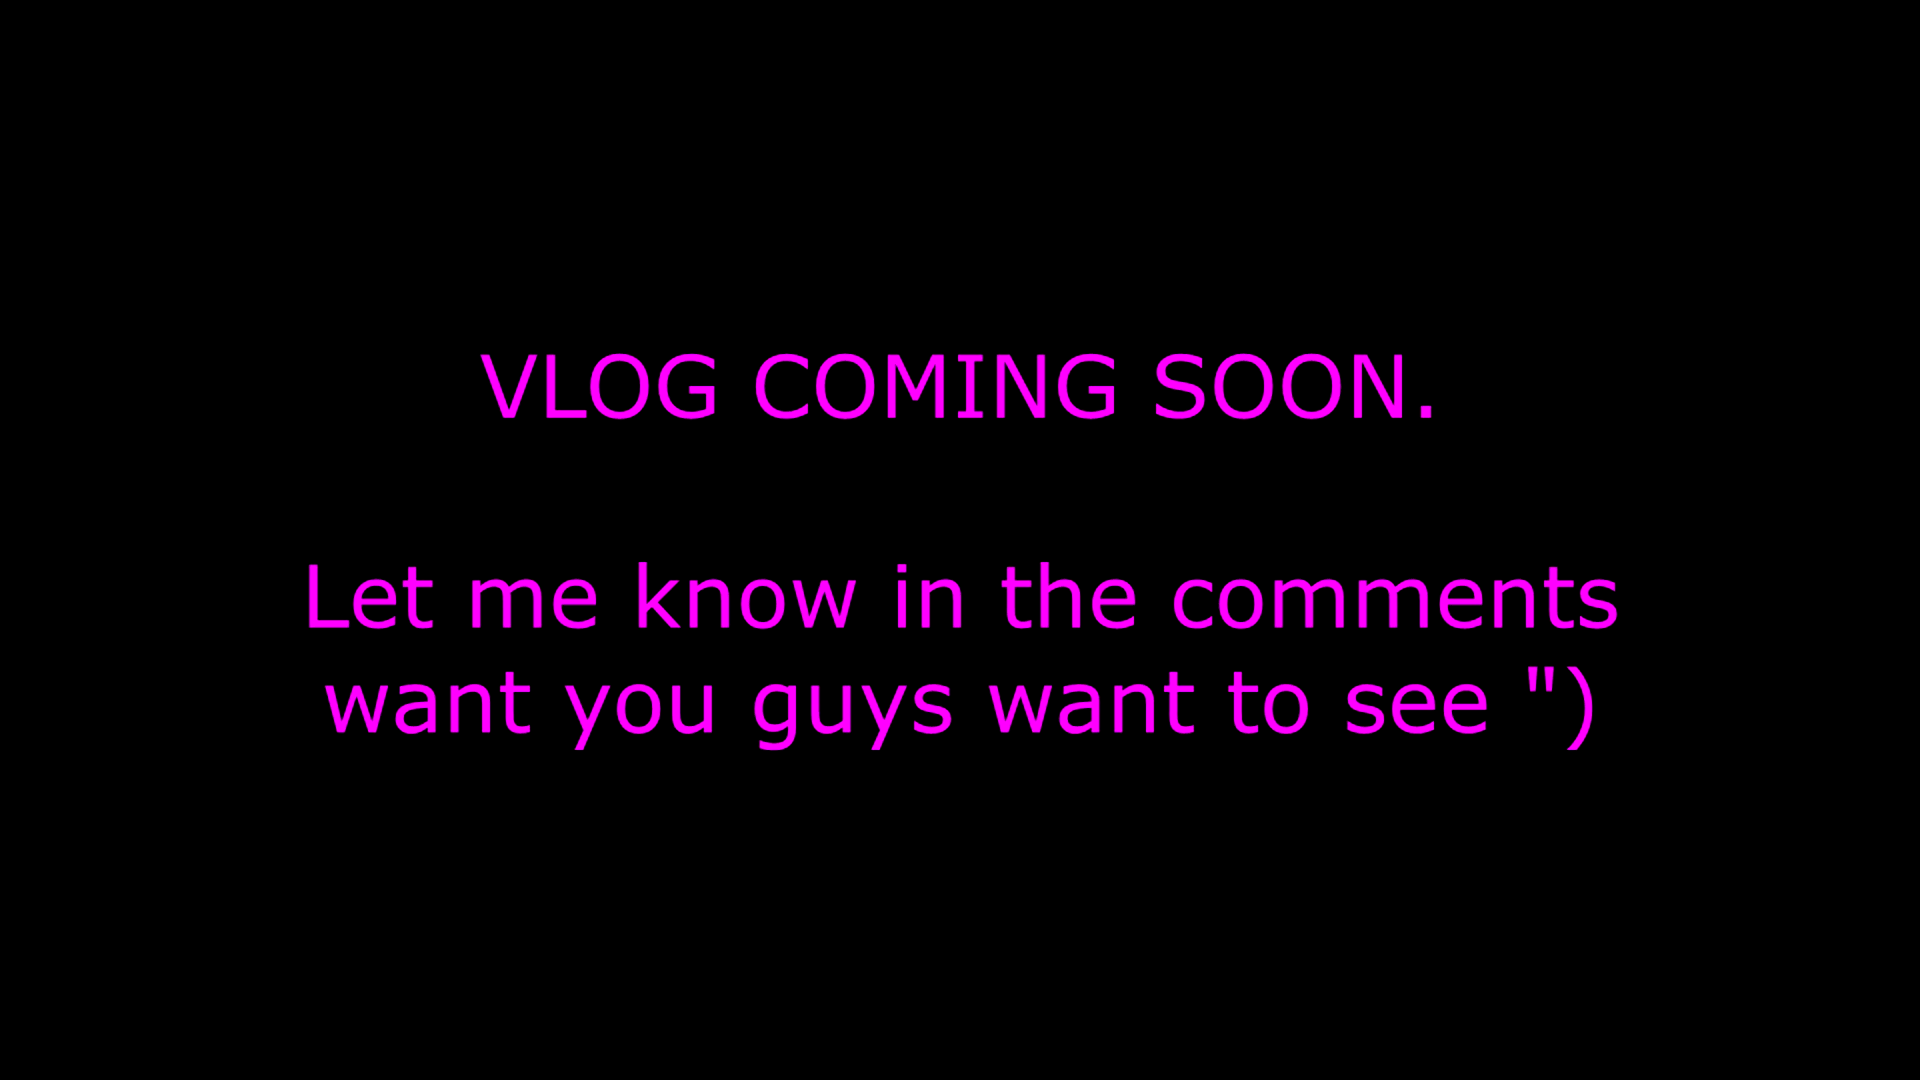 VLOG COMING SOON.
Let me know in the comments
want you guys want to see ")